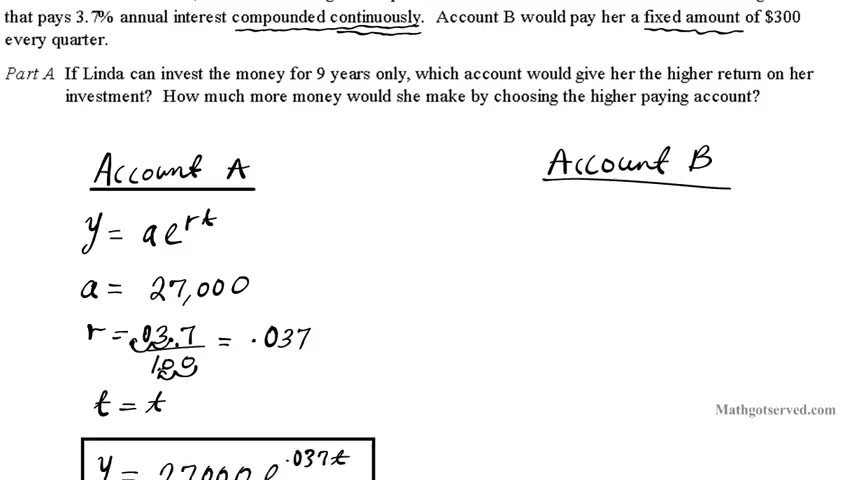 that pays 3.7% annual interest compounded continuously. Account B would pay her a fixed amount of $300
every quarter.
Part A If Linda can invest the money for 9 years only, which account would give her the higher return on her
investment? How much more money would she make by choosing the higher paying account?
Account A
Account B
y = ae^rt
a = 27,000
r = 03.7/100 = .037
t = t
Mathgotserved.com
y = 27000 e^.037t